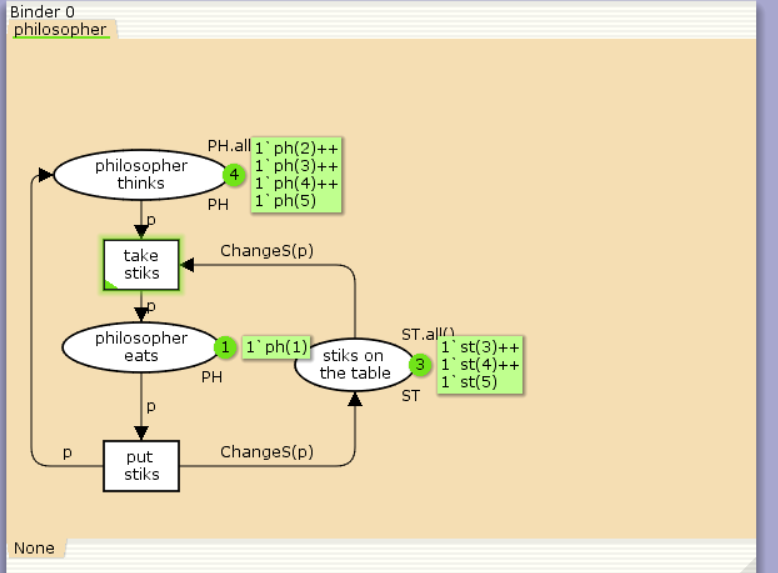 Binder 0
philosopher
PH.all
1`ph(2)++
1`ph(3)++
1`ph(4)++
1`ph(5)
philosopher
thinks
4
PH
p
take
stiks
ChangeS(p)
p
philosopher
eats
1
1`ph(1)
PH
ST.all()
stiks on
the table
3
1`st(3)++
1`st(4)++
1`st(5)
ST
p
p
put
stiks
ChangeS(p)
None